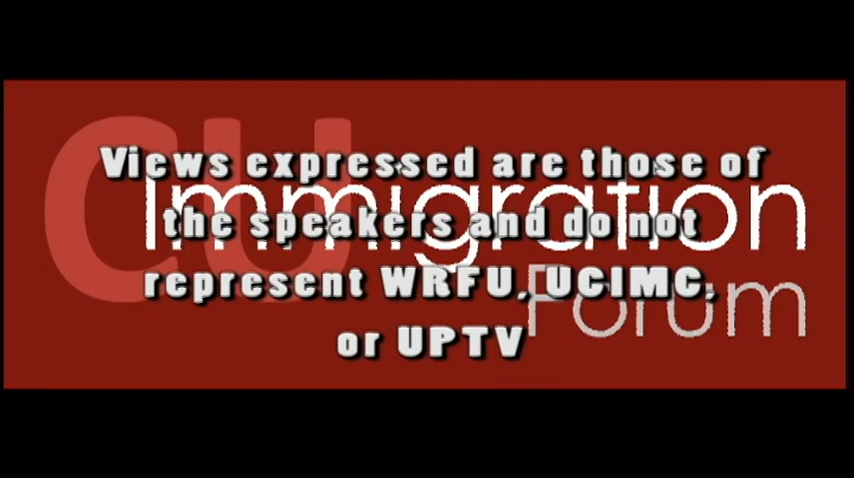 CU
Immigration
Forum
Views expressed are those of
the speakers and do not
represent WRFU, UCIMC,
or UPTV